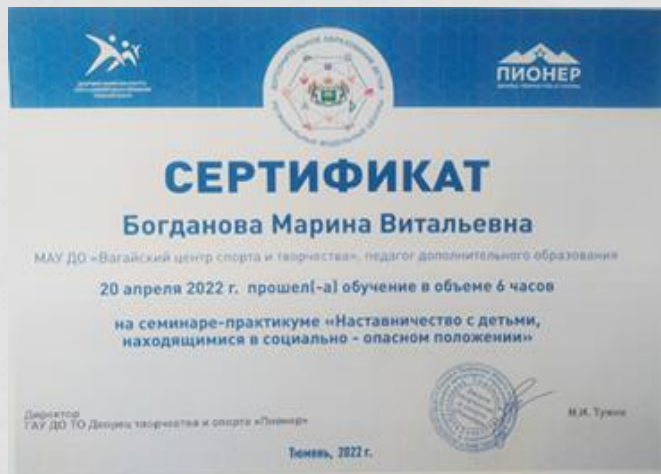 ПИОНЕР
СЕРТИФИКАТ
Богданова Марина Витальевна
МАУ ДО «Вагайский центр спорта и творчества», педагог дополнительного образования
20 апреля 2022 г. прошел(-а) обучение в объеме 6 часов
на семинаре-практикуме «Наставничество с детьми,
находящимися в социально - опасном положении»
Директор
ГАУ ДО ТО Дворец творчества и спорта «Пионер»
Тюмень, 2022 г.